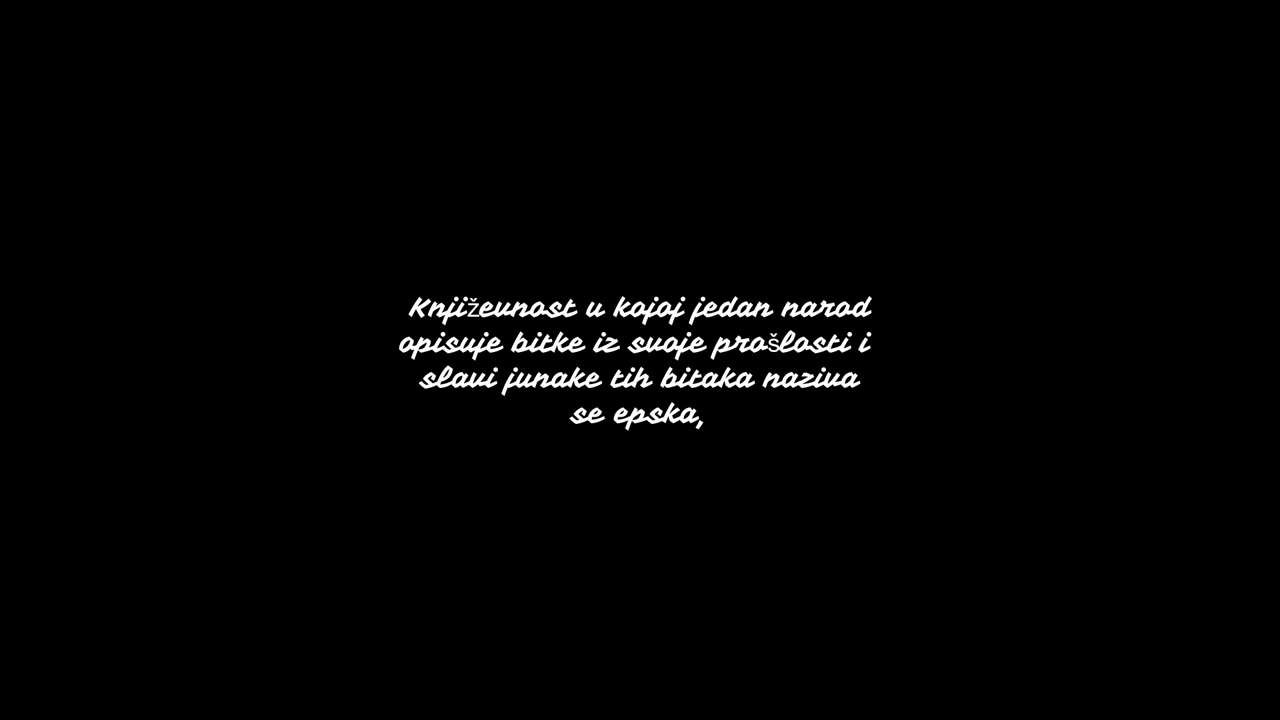 Književnost u kojoj jedan narod
opisuje bitke iz svoje prošlosti i
slavi junake tih bitaka naziva
se epska,